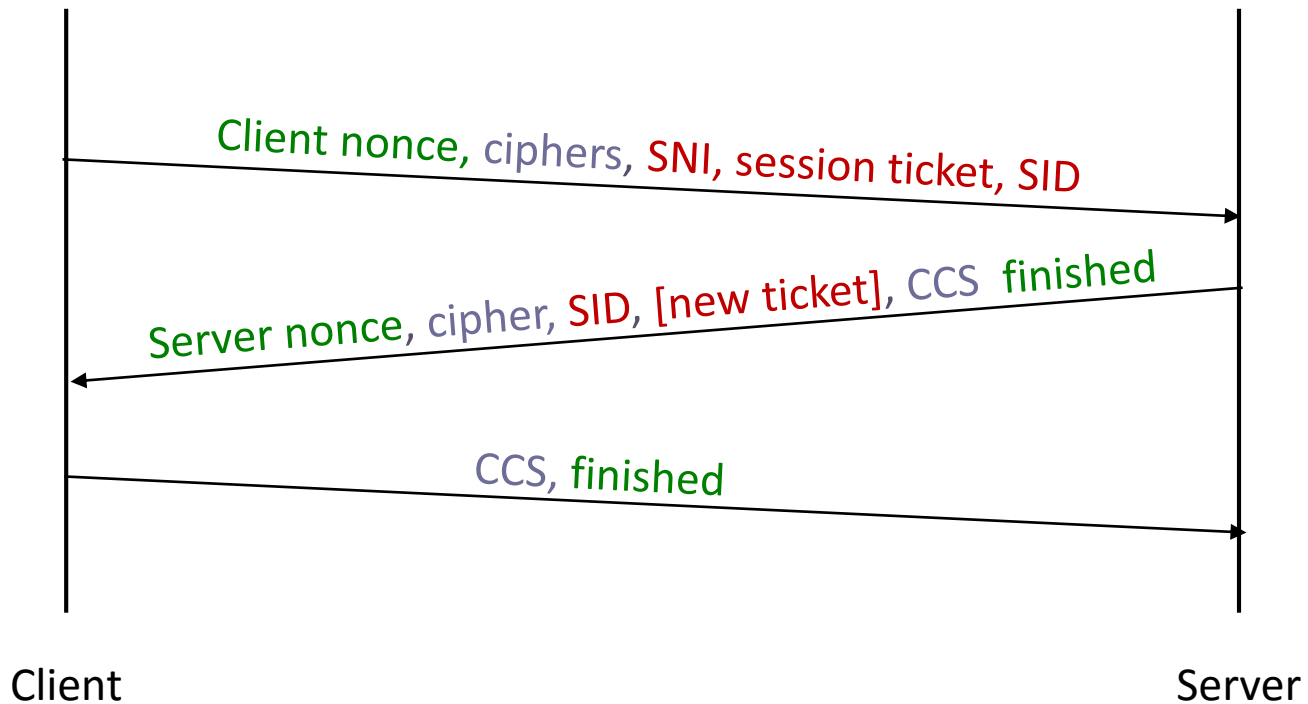 Client nonce, ciphers, SNI, session ticket, SID
Server nonce, cipher, SID, [new ticket], CCS finished
CCS, finished
Client
Server